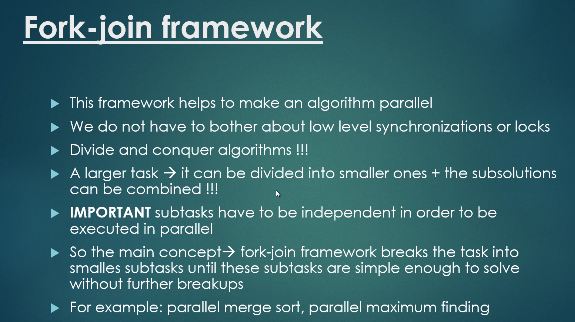 Fork-join framework
This framework helps to make an algorithm parallel
We do not have to bother about low level synchronizations or locks
Divide and conquer algorithms !!!
A larger task → it can be divided into smaller ones + the subsolutions
can be combined !!!
IMPORTANT subtasks have to be independent in order to be
executed in parallel
So the main concept→ fork-join framework breaks the task into
smalles subtasks until these subtasks are simple enough to solve
without further breakups
For example: parallel merge sort, parallel maximum finding